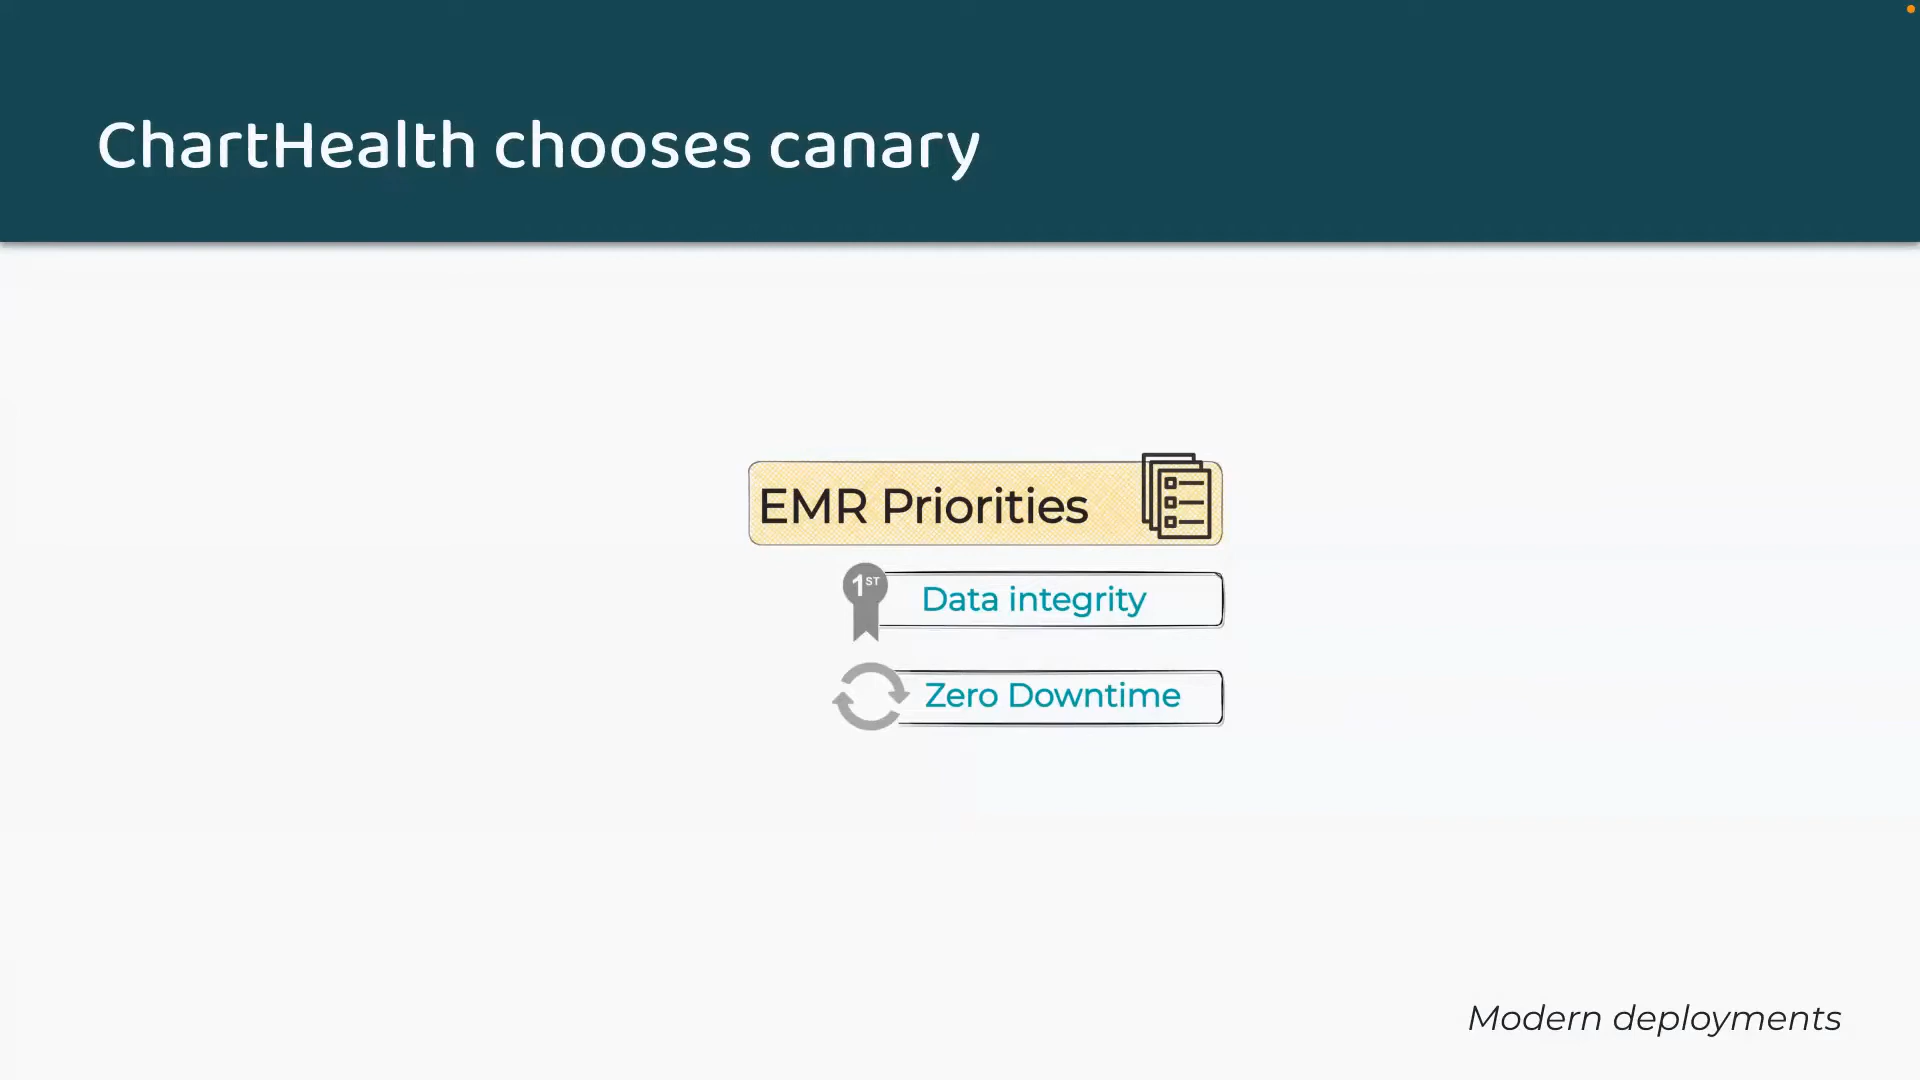 ChartHealth chooses canary
EMR Priorities
1ST
Data integrity
Zero Downtime
Modern deployments